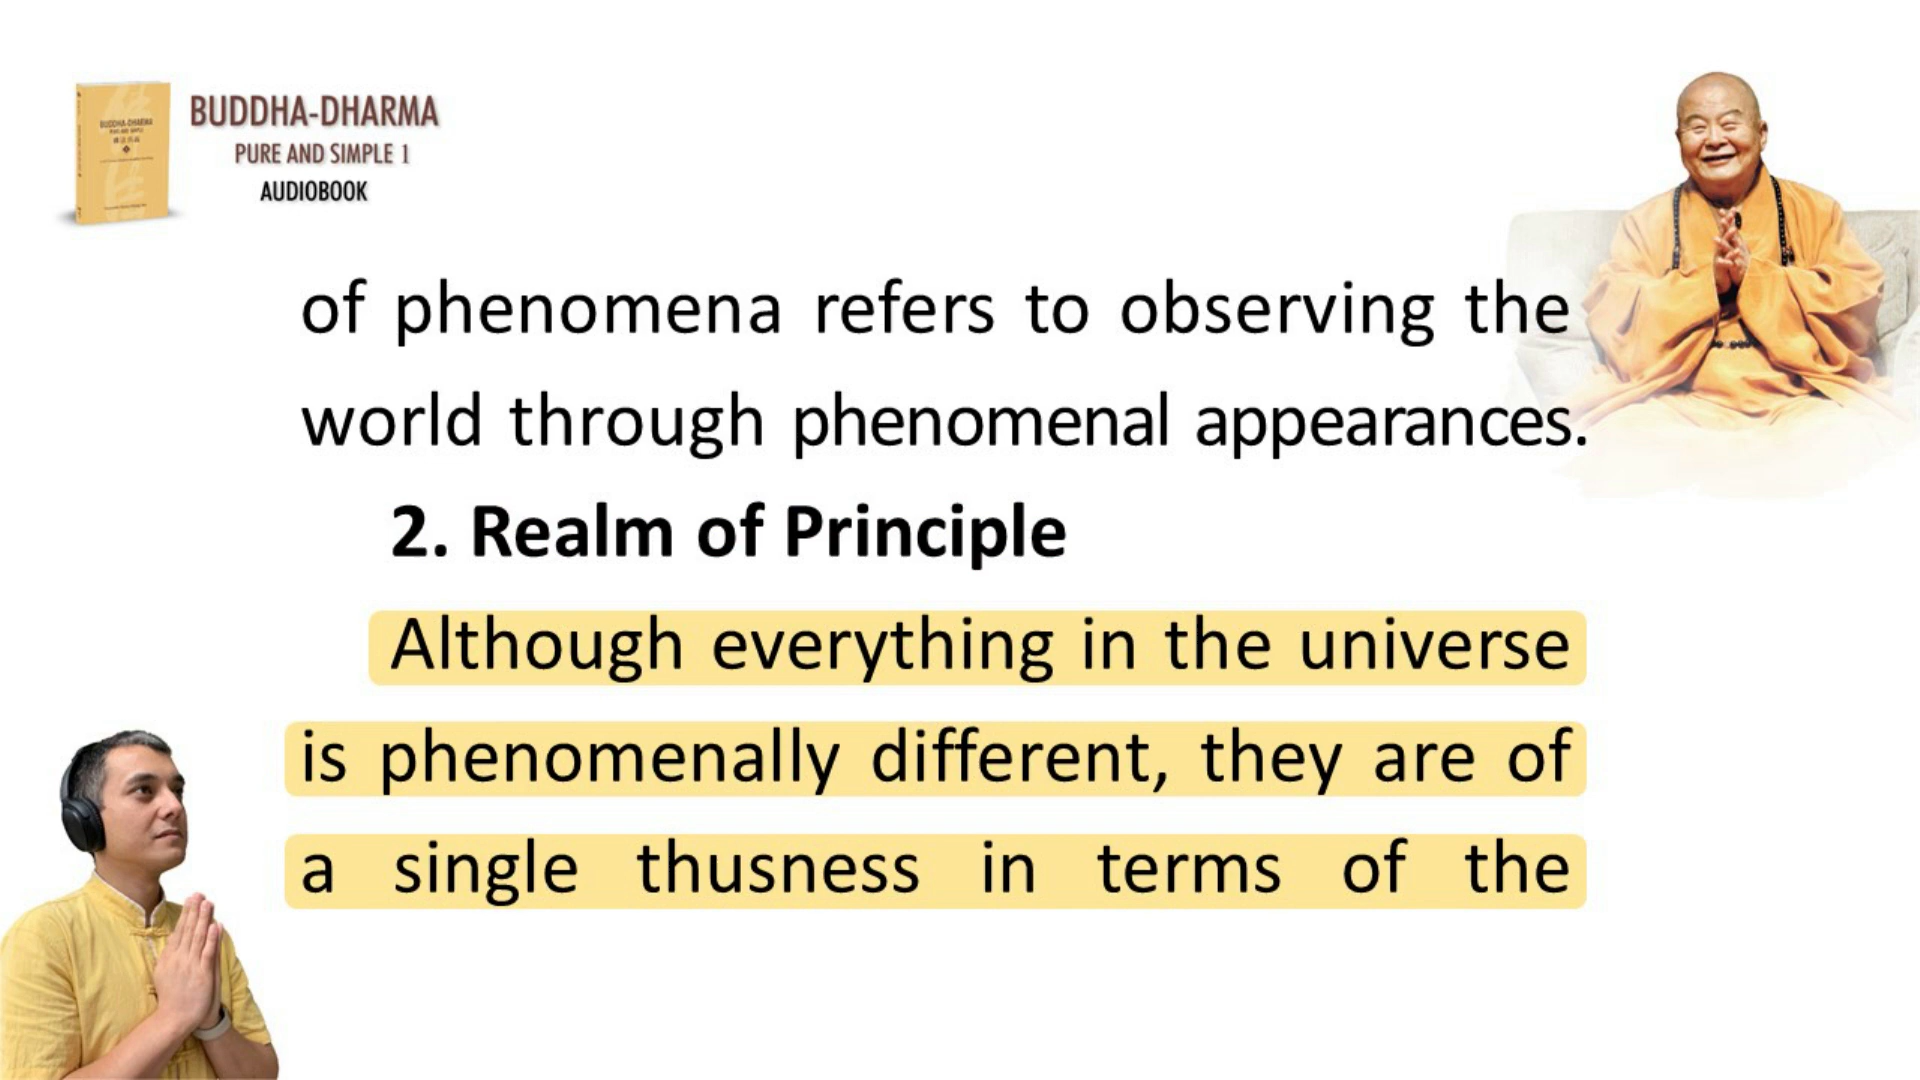 BUDDHA-DHARMA
PURE AND SIMPLE 1
AUDIOBOOK
BUDDHA-DHARMA
of phenomena refers to observing the
world through phenomenal appearances.
2. Realm of Principle
Although everything in the universe
is phenomenally different, they are of
a single thusness in terms of the